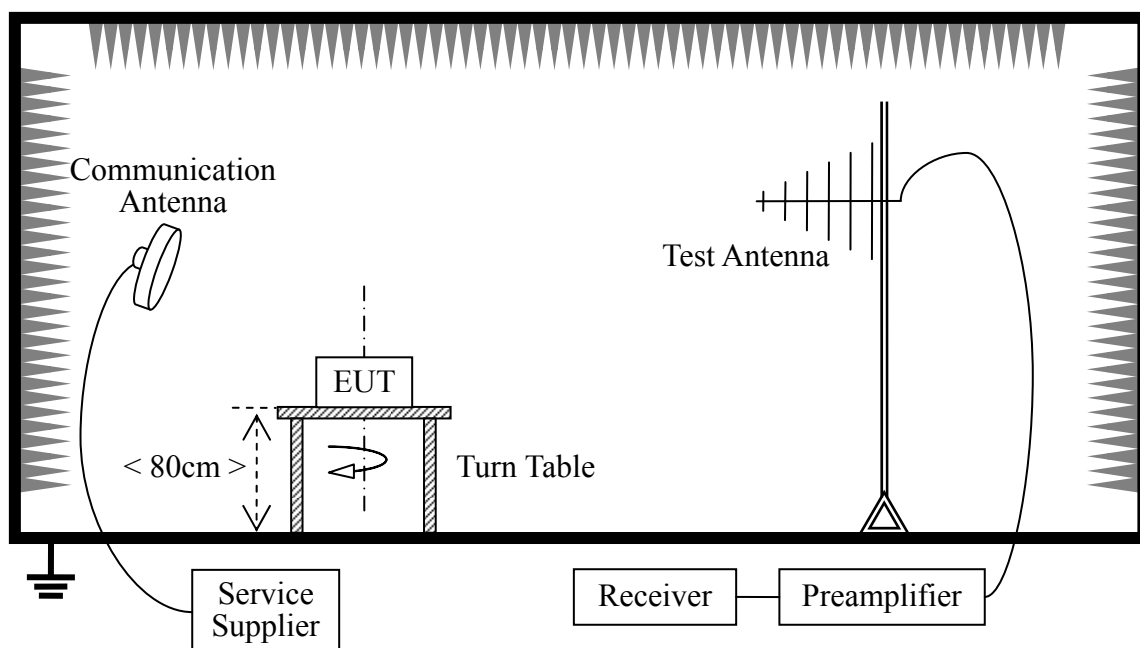 Communication
Antenna
Test Antenna
EUT
< 80cm >
Turn Table
Service
Supplier
Receiver
Preamplifier